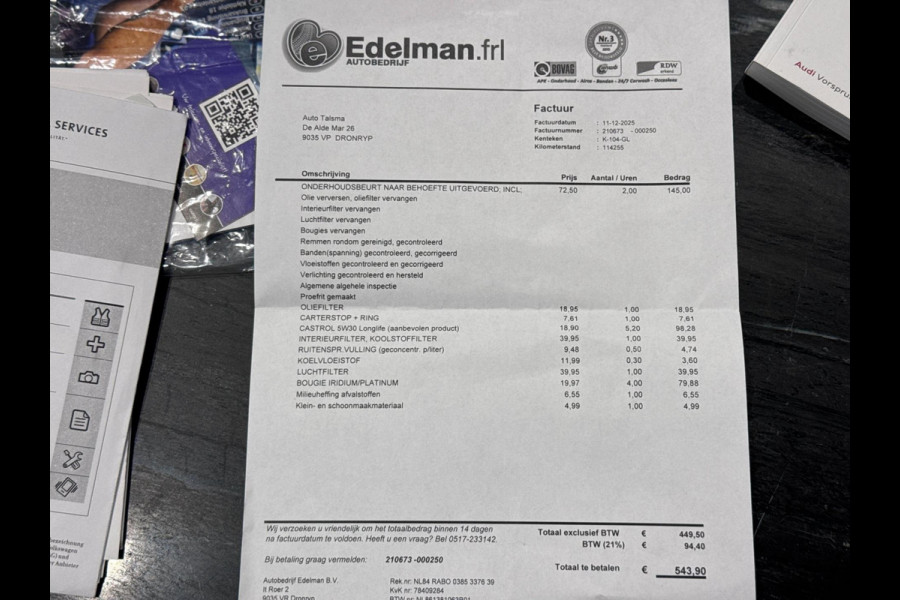 Edelman.frl
AUTOBEDRIJF
Nr.3
BOVAG
RDW
Audi Vorsprung
SERVICES
Auto Talsma
De Alde Mar 26
9035 VP DRONRYP
Factuur
Factuurdatum : 11-12-2025
Factuurnummer : 210673 -000250
Kenteken : K-104-GL
Kilometerstand : 114255
Omschrijving Prijs Aantal / Uren Bedrag
ONDERHOUDSBEURT NAAR BEHOEFTE UITGEVOERD, INCL. 72,50 2,00 145,00
Olie verversen, oliefilter vervangen
Interieurfilter vervangen
Luchtfilter vervangen
Bougies vervangen
Remmen rondom gereinigd, gecontroleerd
Banden(spanning) gecontroleerd, gecorrigeerd
Vloeistoffen gecontroleerd en gecorrigeerd
Verlichting gecontroleerd en hersteld
Algemene algehele inspectie
Proefrit gemaakt
OLIEFILTER 18,95 1,00 18,95
CARTERSTOP + RING 7,61 1,00 7,61
CASTROL 5W30 Longlife (aanbevolen product) 18,90 5,20 98,28
INTERIEURFILTER, KOOLSTOFFILTER 39,95 1,00 39,95
RUITENSPR.VULLING (geconcentr. p/liter) 9,48 0,50 4,74
KOELVLOEISTOF 11,99 0,30 3,60
LUCHTFILTER 39,95 1,00 39,95
BOUGIE IRIDIUM/PLATINUM 19,97 4,00 79,88
Milieuheffing afvalstoffen 6,55 1,00 6,55
Klein- en schoonmaakmateriaal 4,99 1,00 4,99
Wij verzoeken u vriendelijk om het totaalbedrag binnen 14 dagen
na factuurdatum te voldoen. Heeft u een vraag? Bel 0517-233142.
Totaal exclusief BTW € 449,50
BTW (21%) € 94,40
Bij betaling graag vermelden: 210673 -000250
Totaal te betalen € 543,90
Autobedrijf Edelman B.V. Rek.nr: NL84 RABO 0385 3376 39
It Roer 2 KvK nr: 78409284
9035 VR Dronryp